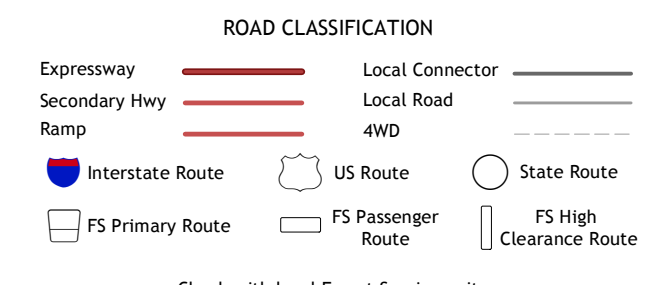 ROAD CLASSIFICATION
Expressway
Local Connector
Secondary Hwy
Local Road
Ramp
4WD
Interstate Route
US Route
State Route
FS Primary Route
FS Passenger
Route
FS High
Clearance Route